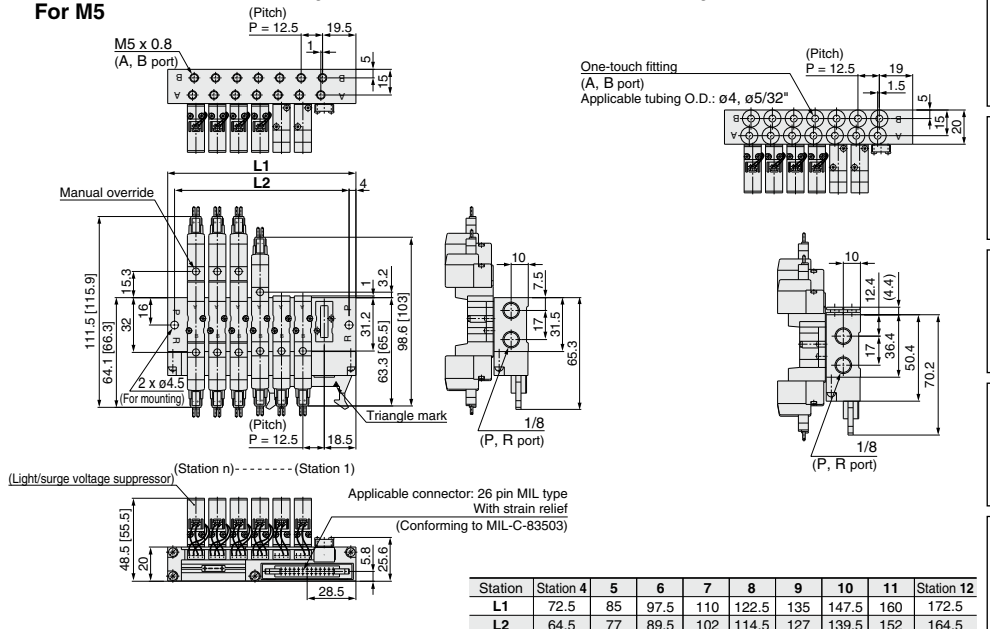 For M5
(Pitch)
P = 12.5
19.5
1
M5 x 0.8
(A, B port)
5
15
B
B
A
A
L1
L2
4
Manual override
111.5 [115.9]
64.1 [66.3]
32
16
15.3
P
R
P
R
1
3.2
31.2
63.3 [65.5]
98.6 [103]
2 x ø4.5
(For mounting)
Triangle mark
(Pitch)
P = 12.5
18.5
10
7.5
17
31.5
65.3
1/8
(P, R port)
One-touch fitting
(A, B port)
Applicable tubing O.D.: ø4, ø5/32"
(Pitch)
P = 12.5
19
1.5
5
15
20
B
B
A
A
10
12.4
(4.4)
17
36.4
50.4
70.2
1/8
(P, R port)
(Station n)--------(Station 1)
(Light/surge voltage suppressor)
Applicable connector: 26 pin MIL type
With strain relief
(Conforming to MIL-C-83503)
48.5 [55.5]
20
5.8
25.6
28.5
Station Station 4 5 6 7 8 9 10 11 Station 12
L1 72.5 85 97.5 110 122.5 135 147.5 160 172.5
L2 64.5 77 89.5 102 114.5 127 139.5 152 164.5